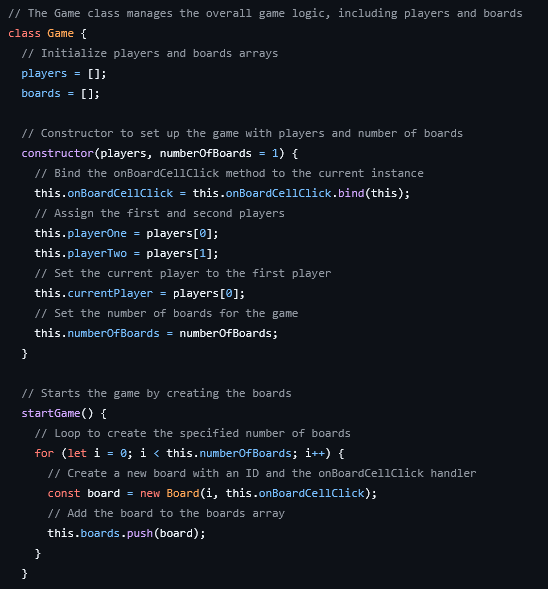 // The Game class manages the overall game logic, including players and boards
class Game {
  // Initialize players and boards arrays
  players = [];
  boards = [];

  // Constructor to set up the game with players and number of boards
  constructor(players, numberOfBoards = 1) {
    // Bind the onBoardCellClick method to the current instance
    this.onBoardCellClick = this.onBoardCellClick.bind(this);
    // Assign the first and second players
    this.playerOne = players[0];
    this.playerTwo = players[1];
    // Set the current player to the first player
    this.currentPlayer = players[0];
    // Set the number of boards for the game
    this.numberOfBoards = numberOfBoards;
  }

  // Starts the game by creating the boards
  startGame() {
    // Loop to create the specified number of boards
    for (let i = 0; i < this.numberOfBoards; i++) {
      // Create a new board with an ID and the onBoardCellClick handler
      const board = new Board(i, this.onBoardCellClick);
      // Add the board to the boards array
      this.boards.push(board);
    }
  }